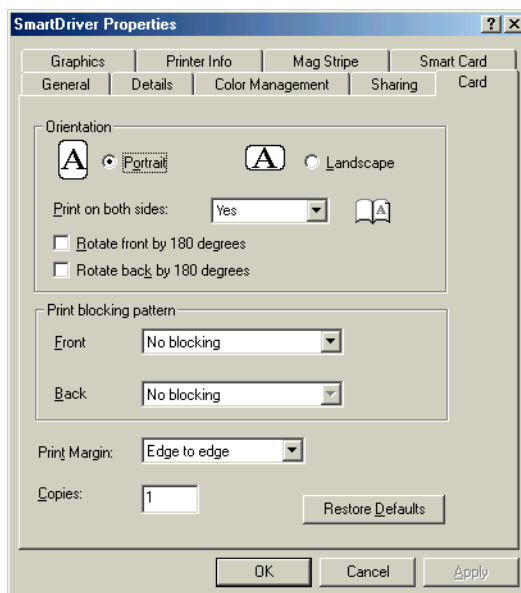 SmartDriver Properties
Graphics Printer Info Mag Stripe Smart Card
General Details Color Management Sharing Card
Orientation
A Portrait A Landscape
Print on both sides: Yes A
Rotate front by 180 degrees
Rotate back by 180 degrees
Print blocking pattern
Front No blocking
Back No blocking
Print Margin: Edge to edge
Copies: 1
Restore Defaults
OK Cancel Apply